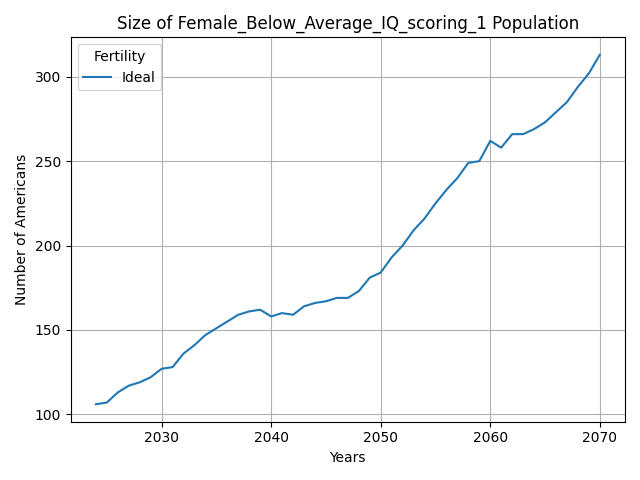 Size of Female_Below_Average_IQ_scoring_1 Population
Fertility
Ideal
Number of Americans
300
250
200
150
100
2030 2040 2050 2060 2070
Years